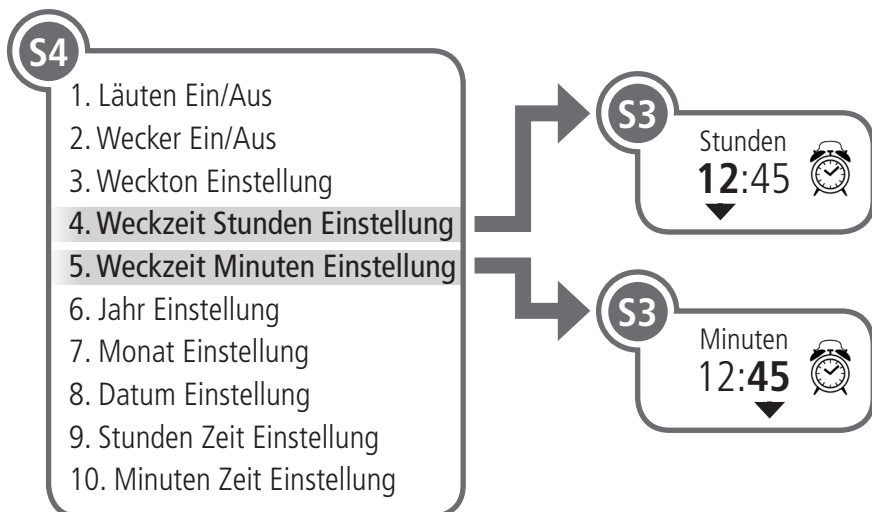 S4
1. Läuten Ein/Aus
2. Wecker Ein/Aus
3. Weckton Einstellung
4. Weckzeit Stunden Einstellung
5. Weckzeit Minuten Einstellung
6. Jahr Einstellung
7. Monat Einstellung
8. Datum Einstellung
9. Stunden Zeit Einstellung
10. Minuten Zeit Einstellung
S3
Stunden
12:45
S3
Minuten
12:45